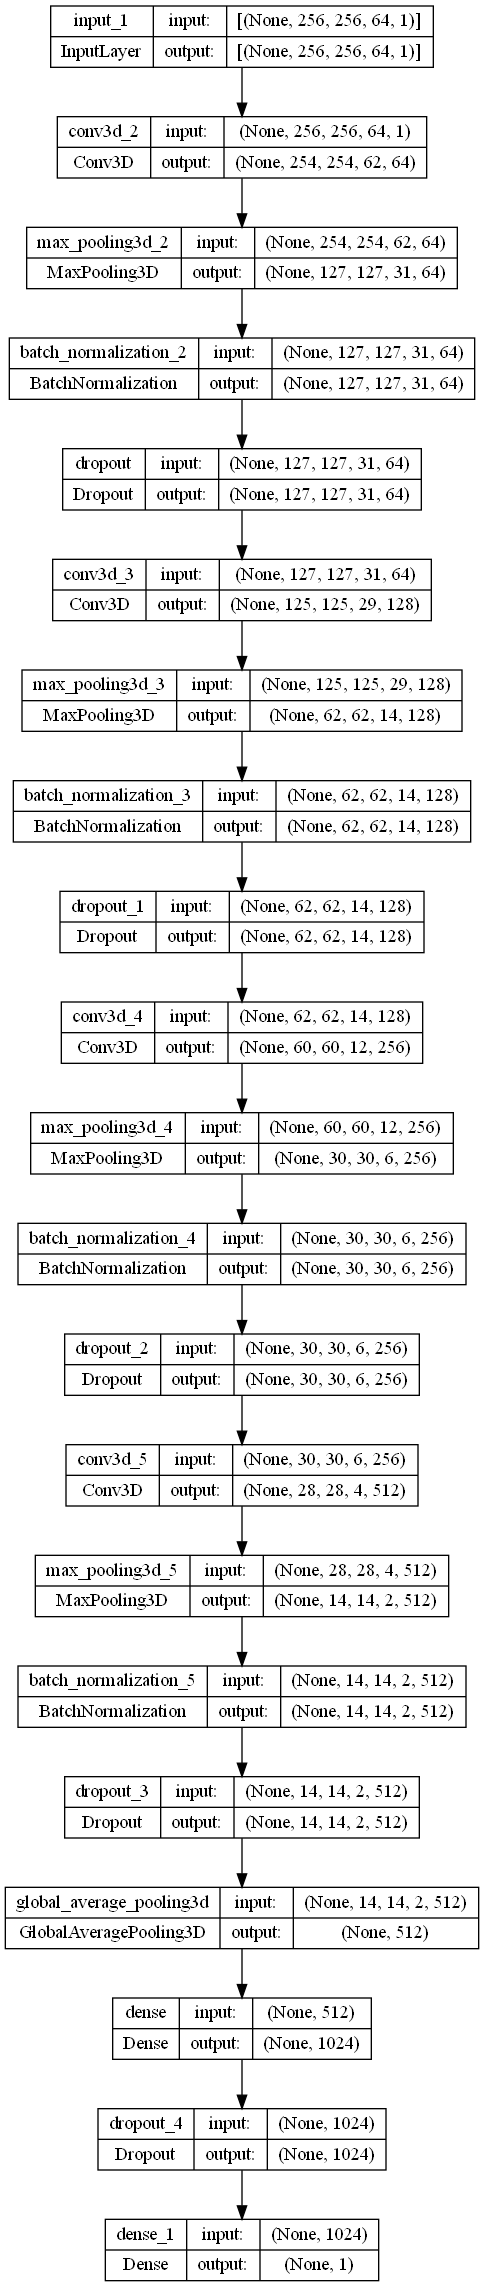 input_1 input: [(None, 256, 256, 64, 1)]
InputLayer output: [(None, 256, 256, 64, 1)]
conv3d_2 input: (None, 256, 256, 64, 1)
Conv3D output: (None, 254, 254, 62, 64)
max_pooling3d_2 input: (None, 254, 254, 62, 64)
MaxPooling3D output: (None, 127, 127, 31, 64)
batch_normalization_2 input: (None, 127, 127, 31, 64)
BatchNormalization output: (None, 127, 127, 31, 64)
dropout input: (None, 127, 127, 31, 64)
Dropout output: (None, 127, 127, 31, 64)
conv3d_3 input: (None, 127, 127, 31, 64)
Conv3D output: (None, 125, 125, 29, 128)
max_pooling3d_3 input: (None, 125, 125, 29, 128)
MaxPooling3D output: (None, 62, 62, 14, 128)
batch_normalization_3 input: (None, 62, 62, 14, 128)
BatchNormalization output: (None, 62, 62, 14, 128)
dropout_1 input: (None, 62, 62, 14, 128)
Dropout output: (None, 62, 62, 14, 128)
conv3d_4 input: (None, 62, 62, 14, 128)
Conv3D output: (None, 60, 60, 12, 256)
max_pooling3d_4 input: (None, 60, 60, 12, 256)
MaxPooling3D output: (None, 30, 30, 6, 256)
batch_normalization_4 input: (None, 30, 30, 6, 256)
BatchNormalization output: (None, 30, 30, 6, 256)
dropout_2 input: (None, 30, 30, 6, 256)
Dropout output: (None, 30, 30, 6, 256)
conv3d_5 input: (None, 30, 30, 6, 256)
Conv3D output: (None, 28, 28, 4, 512)
max_pooling3d_5 input: (None, 28, 28, 4, 512)
MaxPooling3D output: (None, 14, 14, 2, 512)
batch_normalization_5 input: (None, 14, 14, 2, 512)
BatchNormalization output: (None, 14, 14, 2, 512)
dropout_3 input: (None, 14, 14, 2, 512)
Dropout output: (None, 14, 14, 2, 512)
global_average_pooling3d input: (None, 14, 14, 2, 512)
GlobalAveragePooling3D output: (None, 512)
dense input: (None, 512)
Dense output: (None, 1024)
dropout_4 input: (None, 1024)
Dropout output: (None, 1024)
dense_1 input: (None, 1024)
Dense output: (None, 1)